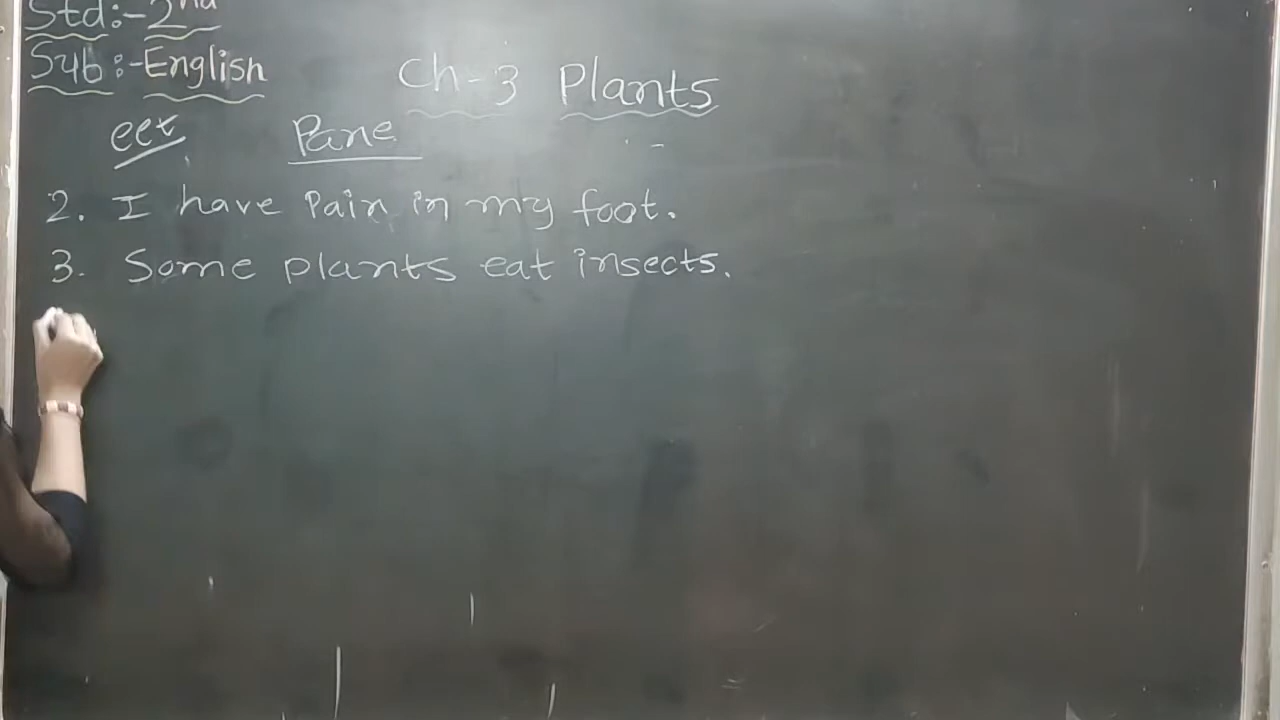 Std:- 2nd
Sub:- English
Ch-3 Plants
eet Pane
2. I have Pain in my foot.
3. Some plants eat insects.